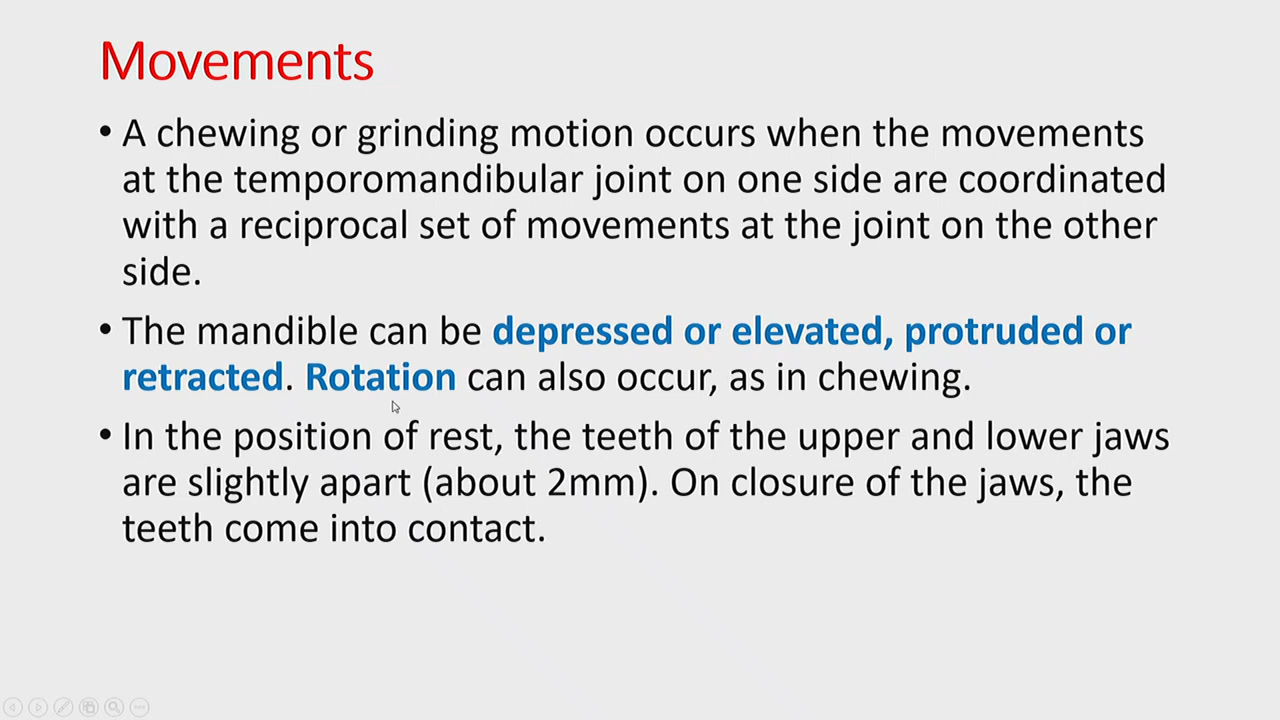 Movements
• A chewing or grinding motion occurs when the movements
at the temporomandibular joint on one side are coordinated
with a reciprocal set of movements at the joint on the other
side.
• The mandible can be depressed or elevated, protruded or
retracted. Rotation can also occur, as in chewing.
• In the position of rest, the teeth of the upper and lower jaws
are slightly apart (about 2mm). On closure of the jaws, the
teeth come into contact.